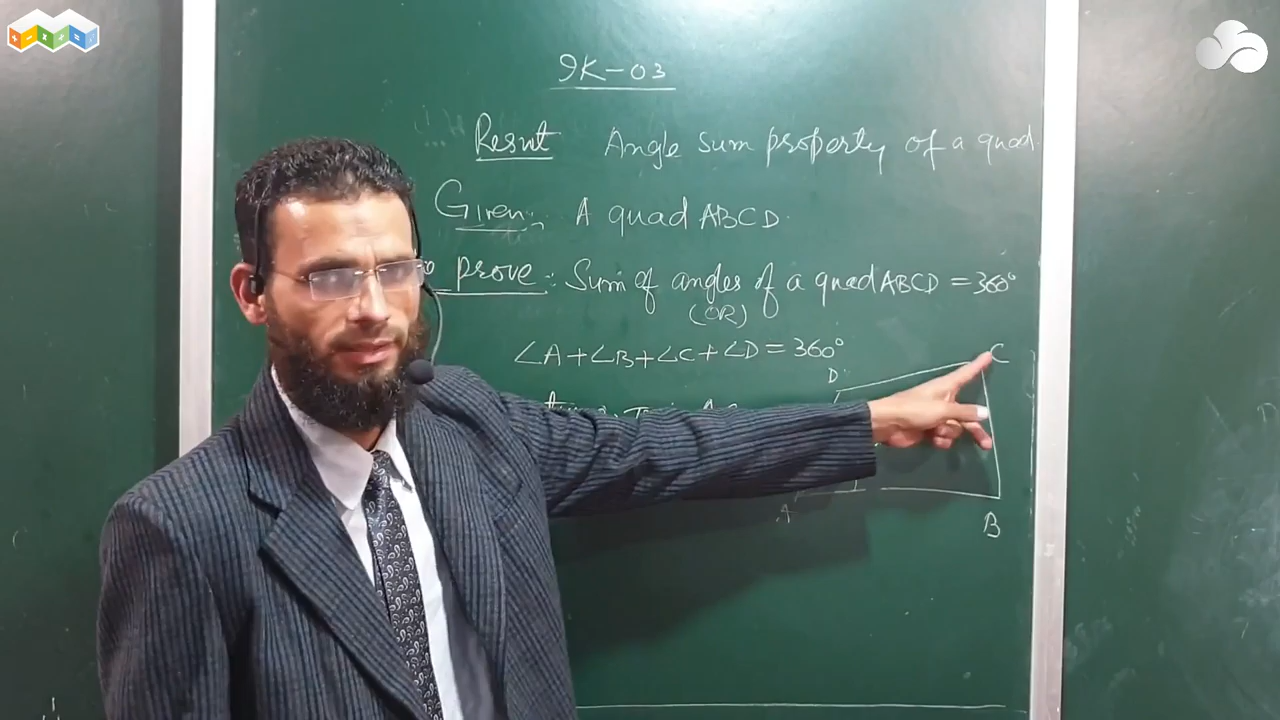 9K-03
Result Angle sum property of a quad.
Given: A quad ABCD.
prove: Sum of angles of a quad ABCD = 360°
(OR)
∠A+∠B+∠C+∠D=360°
D
C
A
B